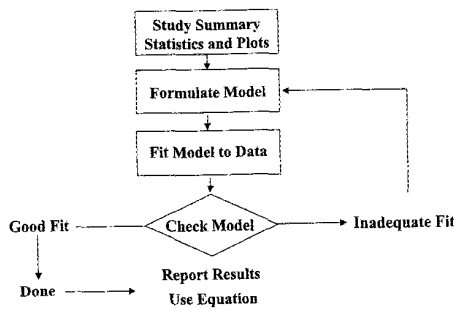 Study Summary
Statistics and Plots
Formulate Model
Fit Model to Data
Good Fit
Check Model
Inadequate Fit
Report Results
Done
Use Equation